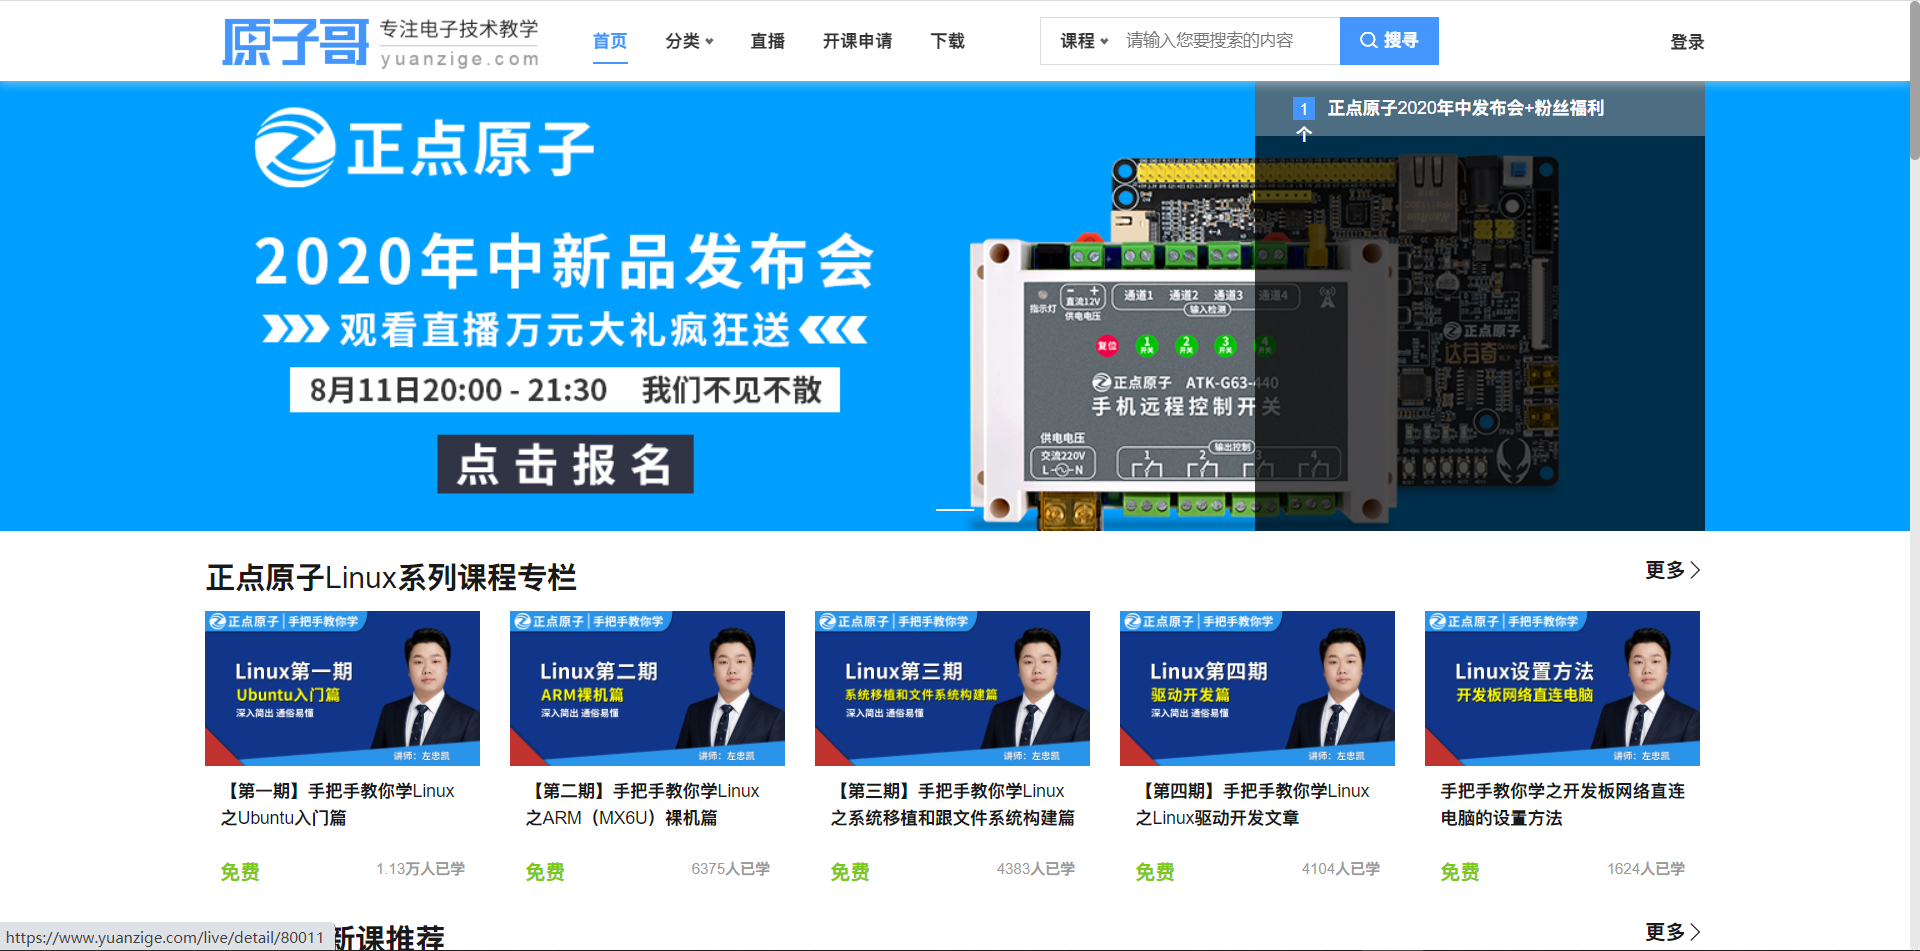 原子哥
专注电子技术教学
yuanzige.com
首页
分类
直播
开课申请
下载
课程
请输入您要搜索的内容
搜寻
登录
正点原子
2020年中新品发布会
观看直播万元大礼疯狂送
8月11日20:00 - 21:30 我们不见不散
点击报名
1 正点原子2020年中发布会+粉丝福利
指示灯
直流12V
供电电压
通道1 通道2 通道3 通道4
输入检测
复位
1 开关
2 开关
3 开关
4 开关
正点原子 ATK-G63-440
手机远程控制开关
供电电压
交流220V
L N
输出控制
1 2 3 4
正点原子
达芬奇
正点原子Linux系列课程专栏
更多
正点原子 | 手把手教你学
Linux第一期
Ubuntu入门篇
深入简出 通俗易懂
讲师：左忠凯
【第一期】手把手教你学Linux
之Ubuntu入门篇
免费
1.13万人已学
正点原子 | 手把手教你学
Linux第二期
ARM裸机篇
深入简出 通俗易懂
讲师：左忠凯
【第二期】手把手教你学Linux
之ARM（MX6U）裸机篇
免费
6375人已学
正点原子 | 手把手教你学
Linux第三期
系统移植和文件系统构建篇
深入简出 通俗易懂
讲师：左忠凯
【第三期】手把手教你学Linux
之系统移植和跟文件系统构建篇
免费
4383人已学
正点原子 | 手把手教你学
Linux第四期
驱动开发篇
深入简出 通俗易懂
讲师：左忠凯
【第四期】手把手教你学Linux
之Linux驱动开发文章
免费
4104人已学
正点原子 | 手把手教你学
Linux设置方法
开发板网络直连电脑
讲师：左忠凯
手把手教你学之开发板网络直连
电脑的设置方法
免费
1624人已学
新课推荐
更多
https://www.yuanzige.com/live/detail/80011